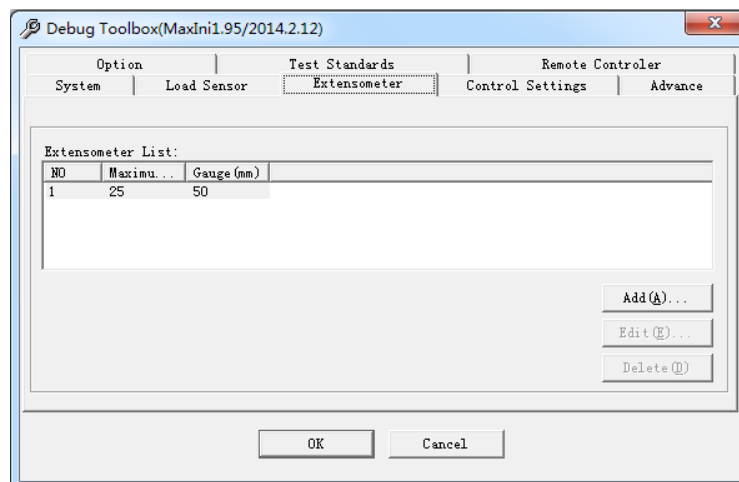 Debug Toolbox(MaxIni1.95/2014.2.12)
Option Test Standards Remote Controler
System Load Sensor Extensometer Control Settings Advance
Extensometer List:
NO Maximu... Gauge(mm)
1 25 50
Add(A)...
Edit(E)...
Delete(D)
OK Cancel